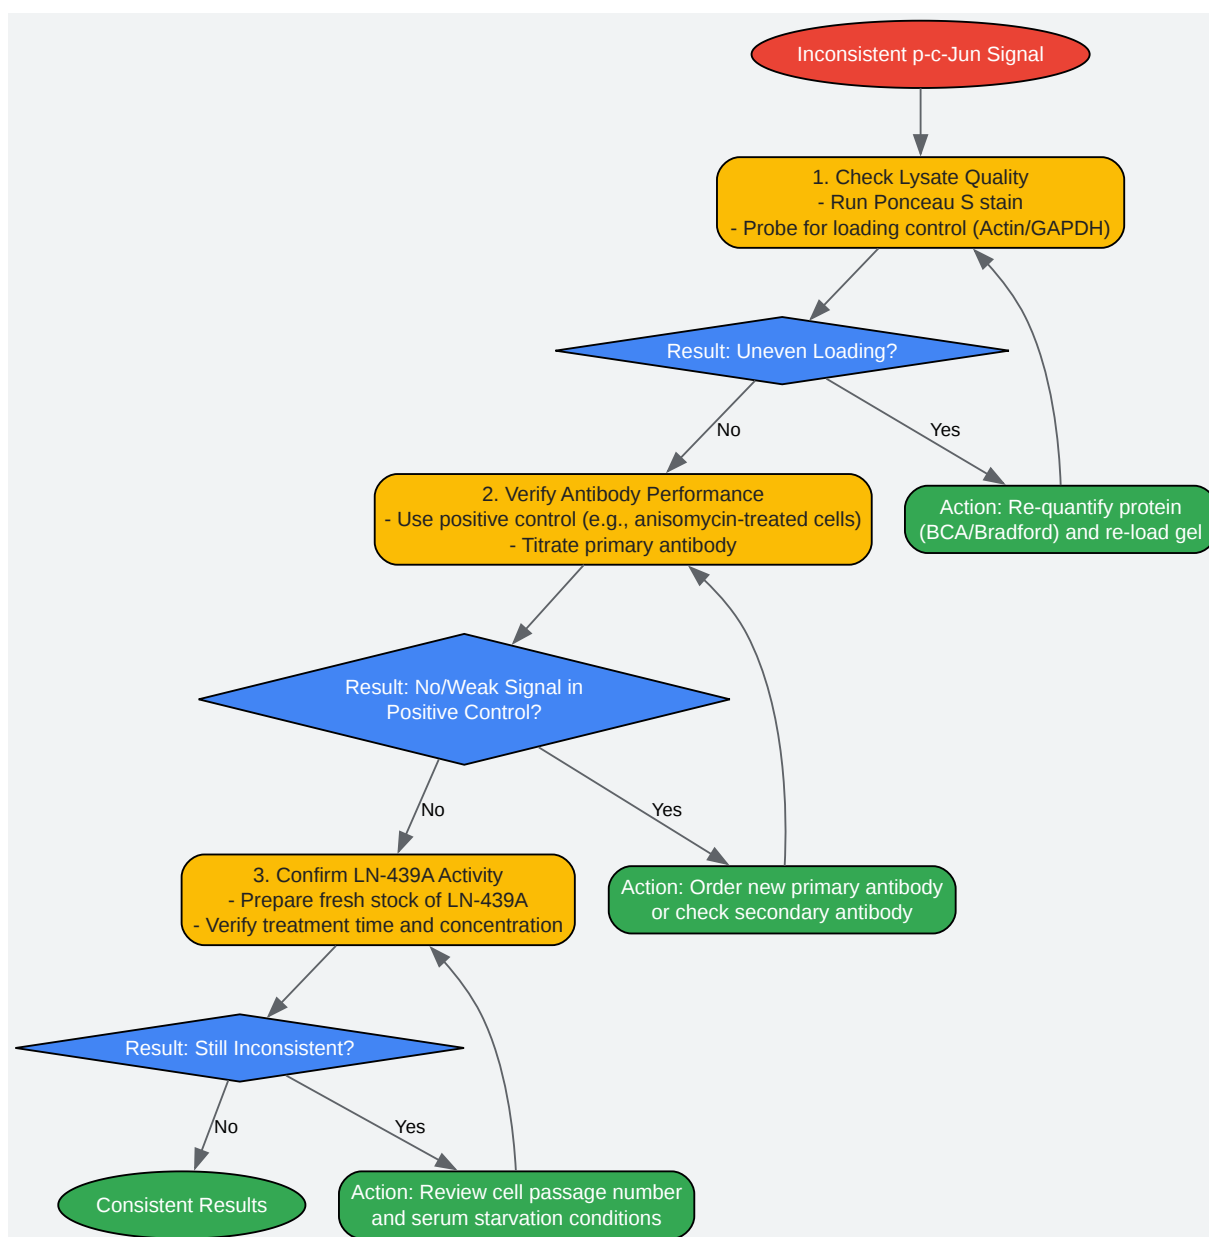 Inconsistent p-c-Jun Signal
1. Check Lysate Quality
- Run Ponceau S stain
- Probe for loading control (Actin/GAPDH)
Result: Uneven Loading?
No
Yes
2. Verify Antibody Performance
- Use positive control (e.g., anisomycin-treated cells)
- Titrate primary antibody
Action: Re-quantify protein
(BCA/Bradford) and re-load gel
Result: No/Weak Signal in
Positive Control?
No
Yes
3. Confirm LN-439A Activity
- Prepare fresh stock of LN-439A
- Verify treatment time and concentration
Action: Order new primary antibody
or check secondary antibody
Result: Still Inconsistent?
No
Yes
Consistent Results
Action: Review cell passage number
and serum starvation conditions